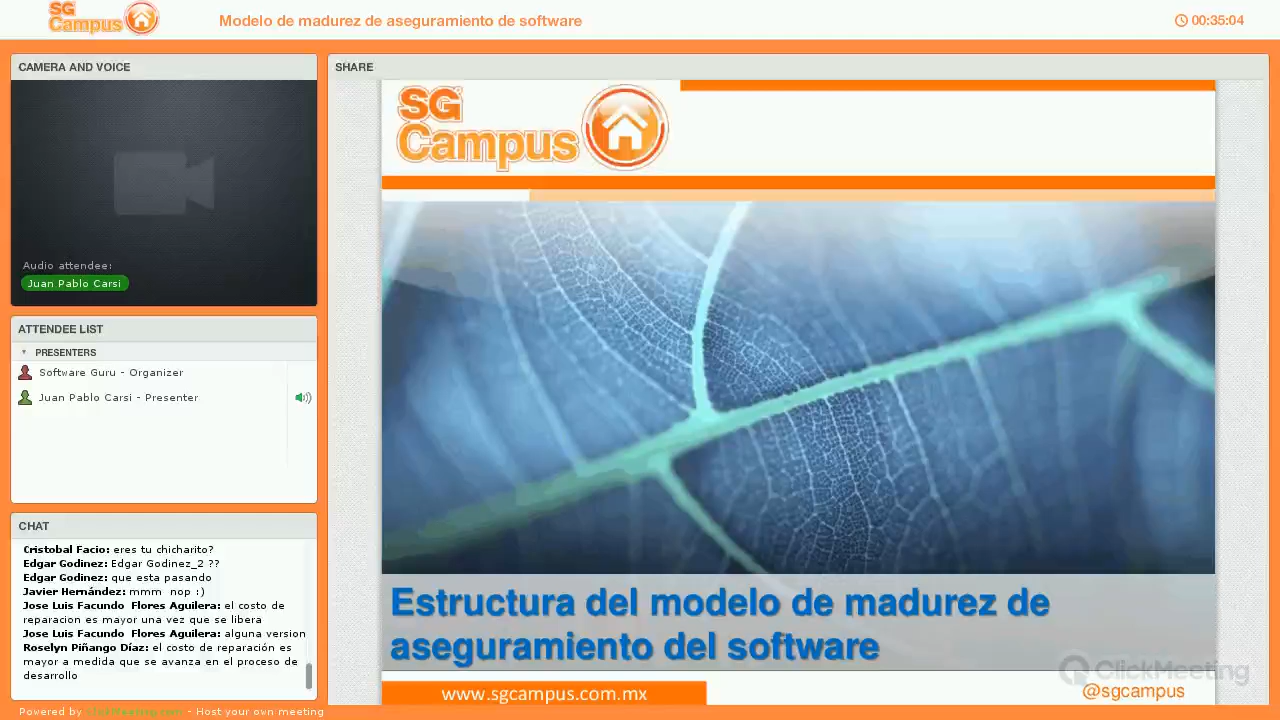 SG
Campus
Modelo de madurez de aseguramiento de software
00:35:04
CAMERA AND VOICE
Audio attendee:
Juan Pablo Carsi
ATTENDEE LIST
PRESENTERS
Software Guru - Organizer
Juan Pablo Carsi - Presenter
CHAT
Cristobal Facio: eres tu chicharito?
Edgar Godinez: Edgar Godinez_2 ??
Edgar Godinez: que esta pasando
Javier Hernández: mmm nop :)
Jose Luis Facundo Flores Aguilera: el costo de
reparacion es mayor una vez que se libera
Jose Luis Facundo Flores Aguilera: alguna version
Roselyn Piñango Díaz: el costo de reparación es
mayor a medida que se avanza en el proceso de
desarrollo
Powered by ClickMeeting.com - Host your own meeting
SHARE
SG
Campus
Estructura del modelo de madurez de
aseguramiento del software
ClickMeeting
www.sgcampus.com.mx
@sgcampus